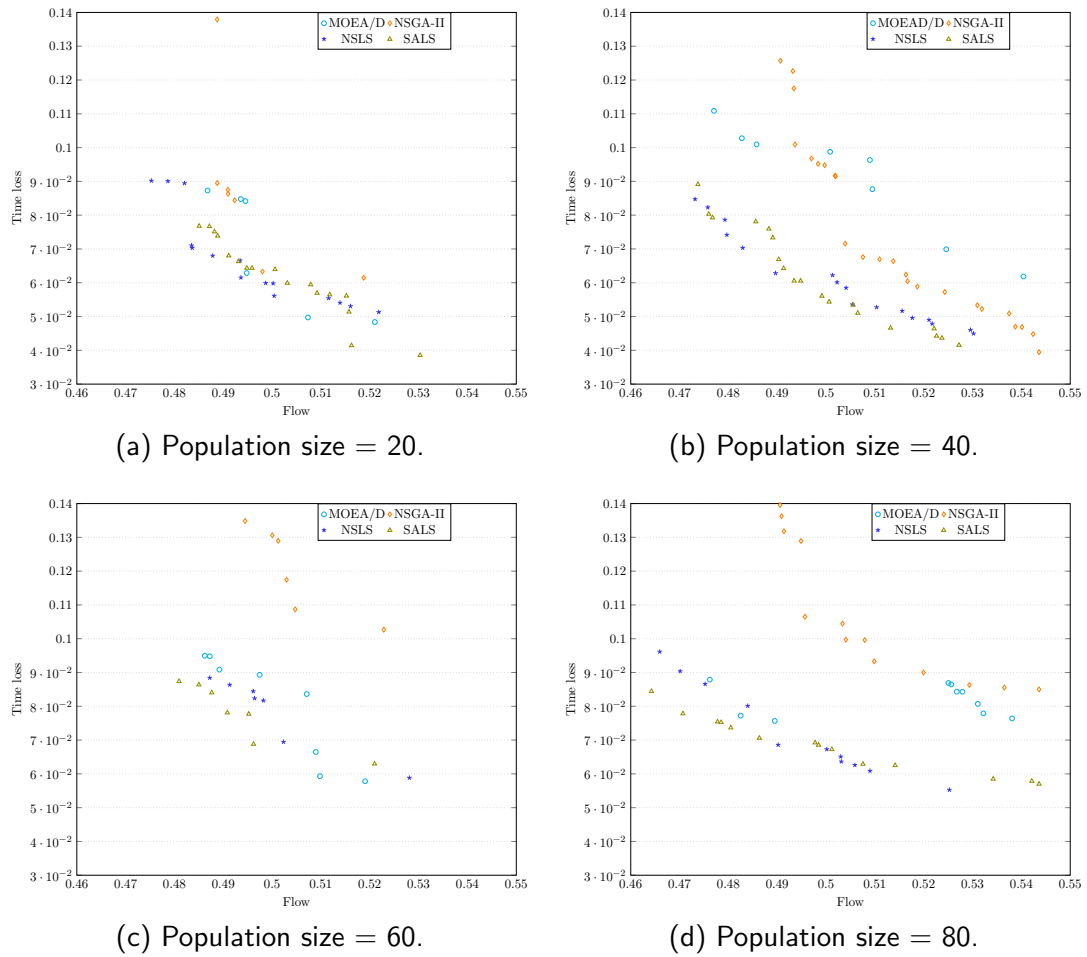 0.14
0.13
0.12
0.11
0.1
9 · 10⁻²
8 · 10⁻²
7 · 10⁻²
6 · 10⁻²
5 · 10⁻²
4 · 10⁻²
3 · 10⁻²
Time loss
0.46 0.47 0.48 0.49 0.5 0.51 0.52 0.53 0.54 0.55
Flow
MOEA/D NSGA-II
NSLS SALS
(a) Population size = 20.
0.14
0.13
0.12
0.11
0.1
9 · 10⁻²
8 · 10⁻²
7 · 10⁻²
6 · 10⁻²
5 · 10⁻²
4 · 10⁻²
3 · 10⁻²
Time loss
0.46 0.47 0.48 0.49 0.5 0.51 0.52 0.53 0.54 0.55
Flow
MOEAD/D NSGA-II
NSLS SALS
(b) Population size = 40.
0.14
0.13
0.12
0.11
0.1
9 · 10⁻²
8 · 10⁻²
7 · 10⁻²
6 · 10⁻²
5 · 10⁻²
4 · 10⁻²
3 · 10⁻²
Time loss
0.46 0.47 0.48 0.49 0.5 0.51 0.52 0.53 0.54 0.55
Flow
MOEA/D NSGA-II
NSLS SALS
(c) Population size = 60.
0.14
0.13
0.12
0.11
0.1
9 · 10⁻²
8 · 10⁻²
7 · 10⁻²
6 · 10⁻²
5 · 10⁻²
4 · 10⁻²
3 · 10⁻²
Time loss
0.46 0.47 0.48 0.49 0.5 0.51 0.52 0.53 0.54 0.55
Flow
MOEA/D NSGA-II
NSLS SALS
(d) Population size = 80.